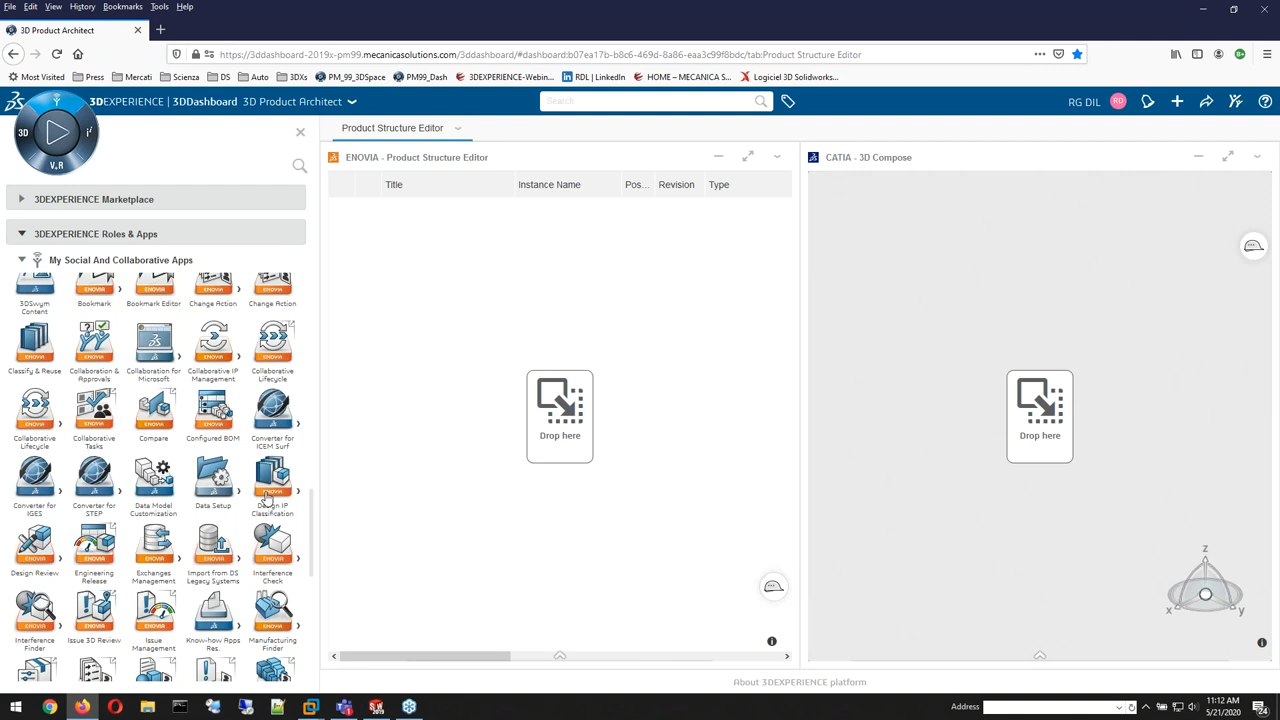 File Edit View History Bookmarks Tools Help
3D Product Architect
https://3ddashboard-2019x-pm99.mecanicasolutions.com/3ddashboard/#dashboard:b07ea17b-b8c6-469d-8a86-eaa3c99f8bdc/tab:Product Structure Editor
Most Visited Press Mercati Scienza DS Auto 3DXs PM_99_3DSpace PM99_Dash 3DEXPERIENCE-Webin... RDL | LinkedIn HOME – MECANICA S... Logiciel 3D Solidworks...
3DEXPERIENCE | 3DDashboard 3D Product Architect
Search
RG DIL RD
3D V.R
Product Structure Editor
3DEXPERIENCE Marketplace
3DEXPERIENCE Roles & Apps
My Social And Collaborative Apps
ENOVIA - Product Structure Editor
Title Instance Name Pos... Revision Type
Drop here
CATIA - 3D Compose
Drop here
z
x y
3DSwym Content
Bookmark
Bookmark Editor
Change Action
Change Action
Classify & Reuse
Collaboration & Approvals
Collaboration for Microsoft
Collaborative IP Management
Collaborative Lifecycle
Collaborative Lifecycle
Collaborative Tasks
Compare
Configured BOM
Converter for ICEM Surf
Converter for IGES
Converter for STEP
Data Model Customization
Data Setup
Design IP Classification
Design Review
Engineering Release
Exchanges Management
Import from DS Legacy Systems
Interference Check
Interference Finder
Issue 3D Review
Issue Management
Know-how Apps Res.
Manufacturing Finder
About 3DEXPERIENCE platform
Address
11:12 AM
5/21/2020
24